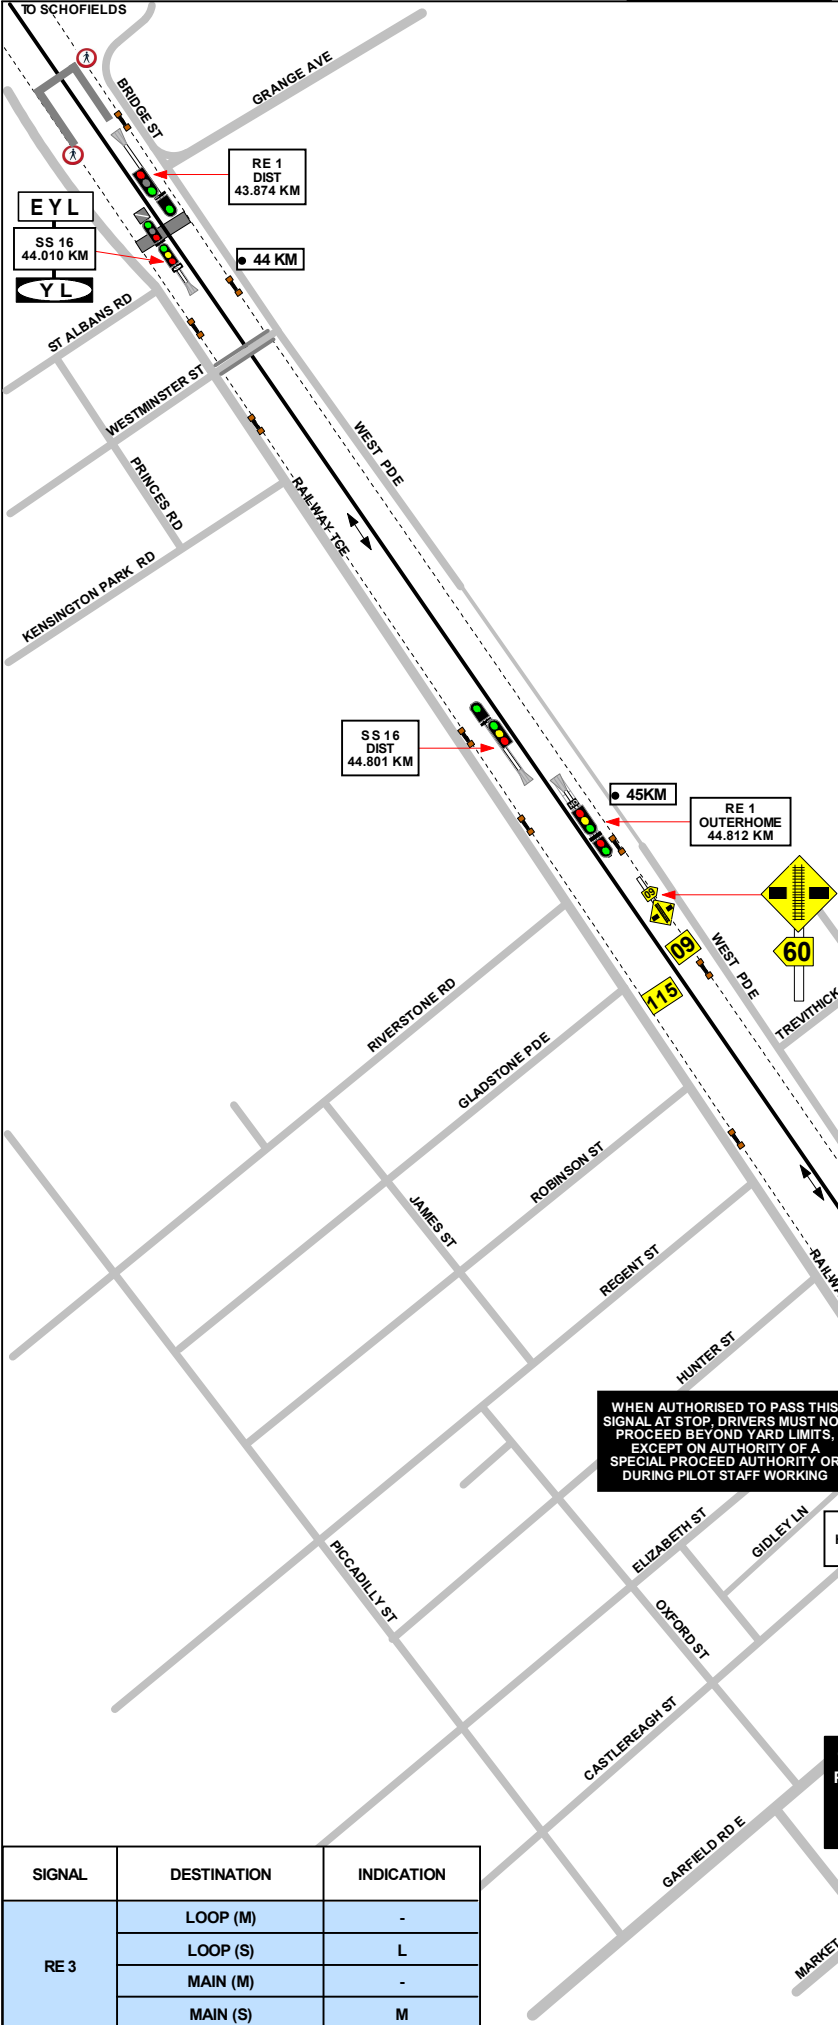 TO SCHOFIELDS
BRIDGE ST
GRANGE AVE
RE 1
DIST
43.874 KM
EYL
SS 16
44.010 KM
YL
44 KM
ST ALBANS RD
WESTMINSTER ST
PRINCES RD
KENSINGTON PARK RD
WEST PDE
RAILWAY TCE
SS 16
DIST
44.801 KM
45KM
RE 1
OUTERHOME
44.812 KM
60
60
60
115
WEST PDE
TREVITHICK
RIVERSTONE RD
GLADSTONE PDE
ROBINSON ST
JAMES ST
REGENT ST
HUNTER ST
WHEN AUTHORISED TO PASS THIS
SIGNAL AT STOP, DRIVERS MUST NO
PROCEED BEYOND YARD LIMITS,
EXCEPT ON AUTHORITY OF A
SPECIAL PROCEED AUTHORITY OR
DURING PILOT STAFF WORKING
ELIZABETH ST
GIDLEY LN
PICCADILLY ST
OXFORD ST
CASTLEREAGH ST
GARFIELD RD E
MARKET
SIGNAL DESTINATION INDICATION
RE 3
LOOP (M) -
LOOP (S) L
MAIN (M) -
MAIN (S) M